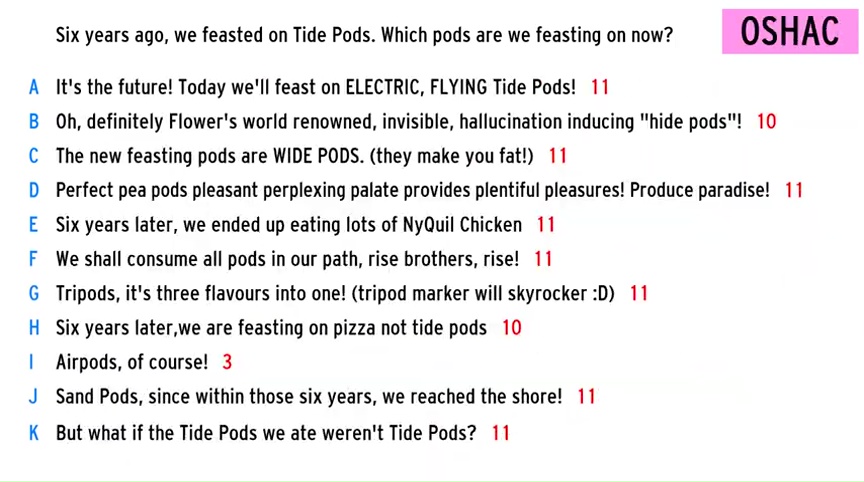 Six years ago, we feasted on Tide Pods. Which pods are we feasting on now?
OSHAC
A It's the future! Today we'll feast on ELECTRIC, FLYING Tide Pods! 11
B Oh, definitely Flower's world renowned, invisible, hallucination inducing "hide pods"! 10
C The new feasting pods are WIDE PODS. (they make you fat!) 11
D Perfect pea pods pleasant perplexing palate provides plentiful pleasures! Produce paradise! 11
E Six years later, we ended up eating lots of NyQuil Chicken 11
F We shall consume all pods in our path, rise brothers, rise! 11
G Tripods, it's three flavours into one! (tripod marker will skyrocker :D) 11
H Six years later,we are feasting on pizza not tide pods 10
I Airpods, of course! 3
J Sand Pods, since within those six years, we reached the shore! 11
K But what if the Tide Pods we ate weren't Tide Pods? 11